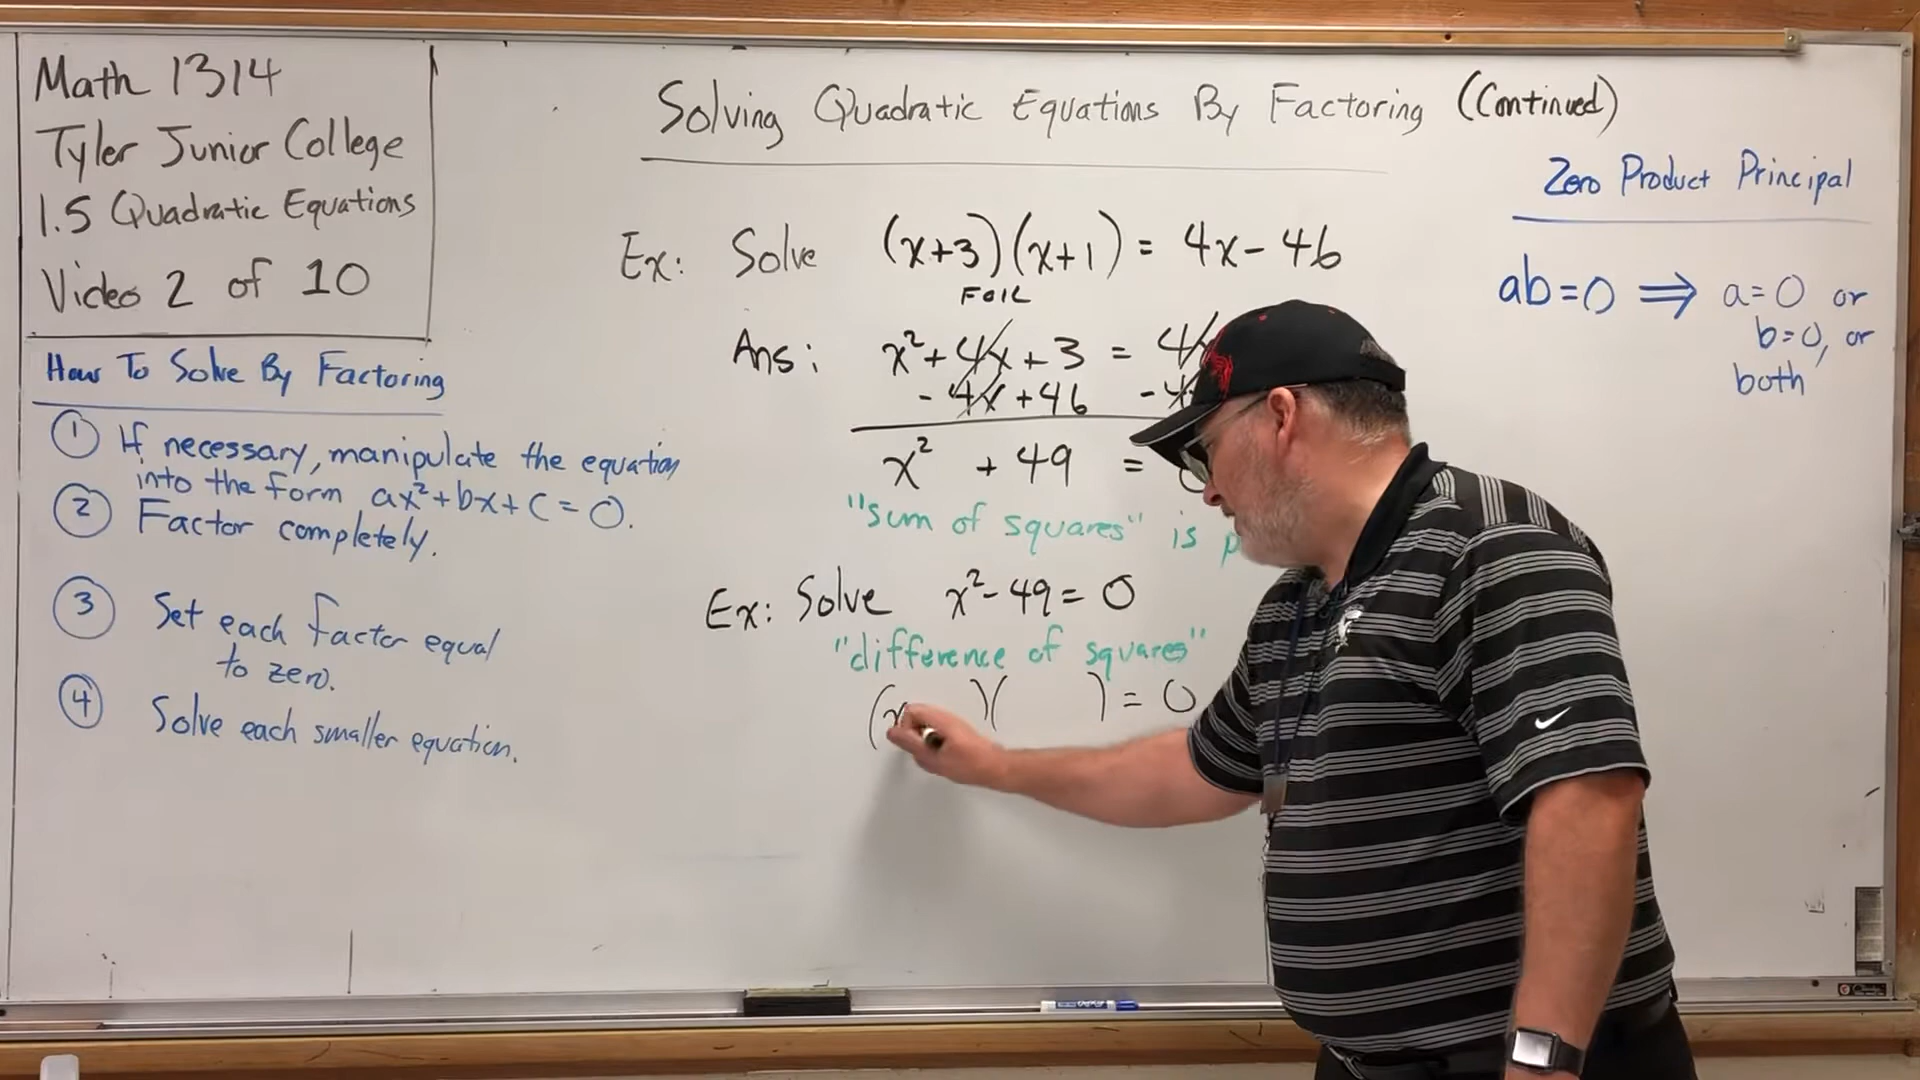 Math 1314
Tyler Junior College
1.5 Quadratic Equations
Video 2 of 10
How To Solve By Factoring
① If necessary, manipulate the equation
into the form ax²+bx+c=0.
② Factor completely.
③ Set each factor equal
to zero.
④ Solve each smaller equation.
Solving Quadratic Equations By Factoring (Continued)
Ex: Solve (x+3)(x+1) = 4x-46
FOIL
Ans: x²+4x+3 = 4
-4x+46 -4
x² +49 =
"sum of squares" is
Ex: Solve x²-49=0
"difference of squares"
(x )( ) = 0
Zero Product Principal
ab=0 ⟹ a=0 or
b=0, or
both